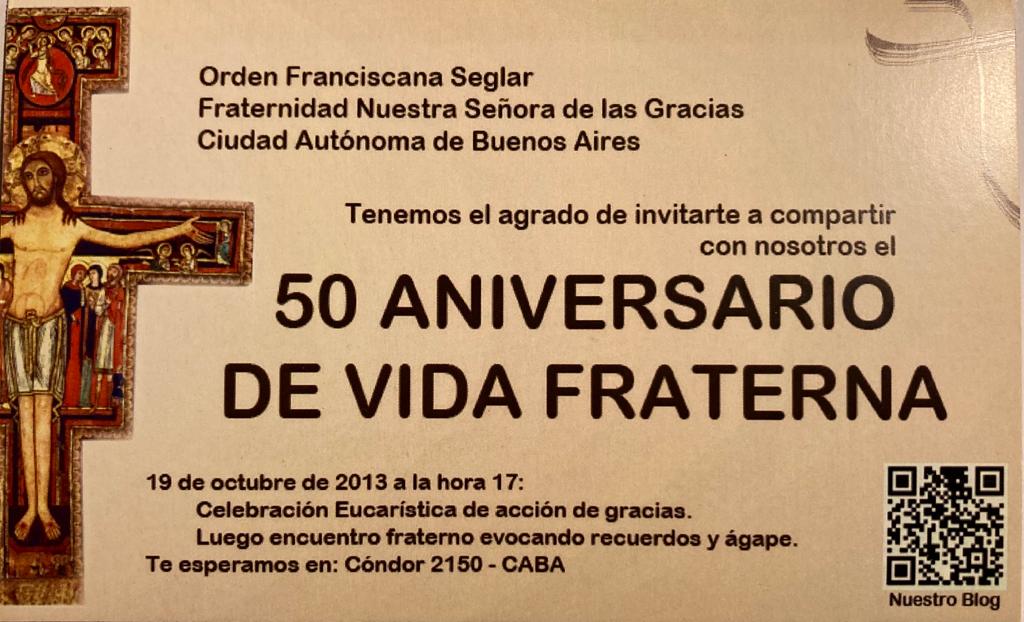 Orden Franciscana Seglar
Fraternidad Nuestra Señora de las Gracias
Ciudad Autónoma de Buenos Aires
Tenemos el agrado de invitarte a compartir
con nosotros el
50 ANIVERSARIO
DE VIDA FRATERNA
19 de octubre de 2013 a la hora 17:
Celebración Eucarística de acción de gracias.
Luego encuentro fraterno evocando recuerdos y ágape.
Te esperamos en: Cóndor 2150 - CABA
Nuestro Blog